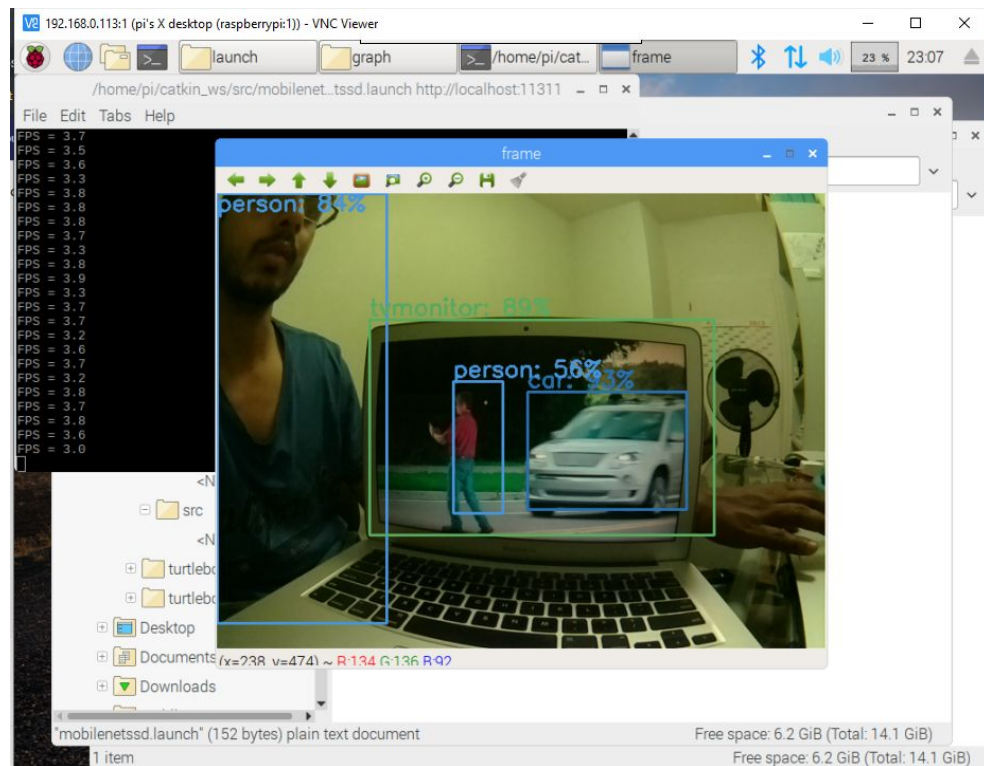 192.168.0.113:1 (pi's X desktop (raspberrypi:1)) - VNC Viewer
launch graph /home/pi/cat... frame 23 % 23:07
/home/pi/catkin_ws/src/mobilenet...tssd.launch http://localhost:11311
File Edit Tabs Help
FPS = 3.7
FPS = 3.5
FPS = 3.6
FPS = 3.3
FPS = 3.8
FPS = 3.8
FPS = 3.8
FPS = 3.7
FPS = 3.3
FPS = 3.8
FPS = 3.9
FPS = 3.3
FPS = 3.7
FPS = 3.7
FPS = 3.2
FPS = 3.6
FPS = 3.7
FPS = 3.2
FPS = 3.8
FPS = 3.7
FPS = 3.8
FPS = 3.6
FPS = 3.0
frame
person: 84%
tvmonitor: 89%
person: 56%
car: 93%
(x=238, y=474) ~ R:134 G:136 B:92
<N
src
<N
turtlebo
turtlebo
Desktop
Documents
Downloads
"mobilenetssd.launch" (152 bytes) plain text document
Free space: 6.2 GiB (Total: 14.1 GiB)
1 item
Free space: 6.2 GiB (Total: 14.1 GiB)